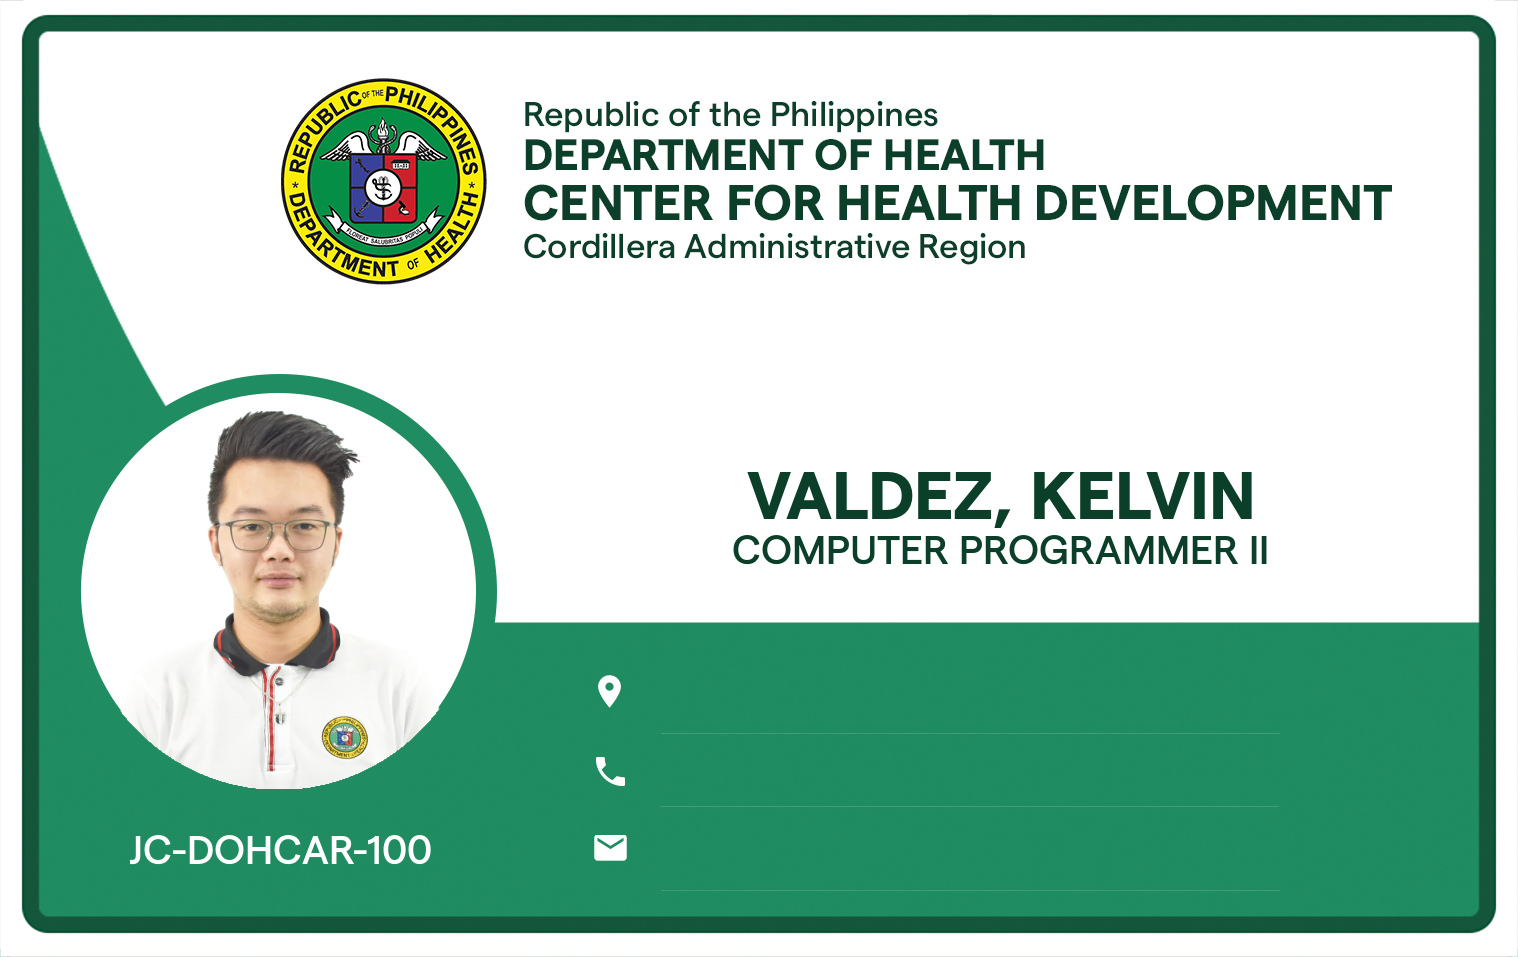 REPUBLIC OF THE PHILIPPINES
* DEPARTMENT OF HEALTH *
FLOREAT SALUBRITAS POPULI
Republic of the Philippines
DEPARTMENT OF HEALTH
CENTER FOR HEALTH DEVELOPMENT
Cordillera Administrative Region
VALDEZ, KELVIN
COMPUTER PROGRAMMER II
JC-DOHCAR-100